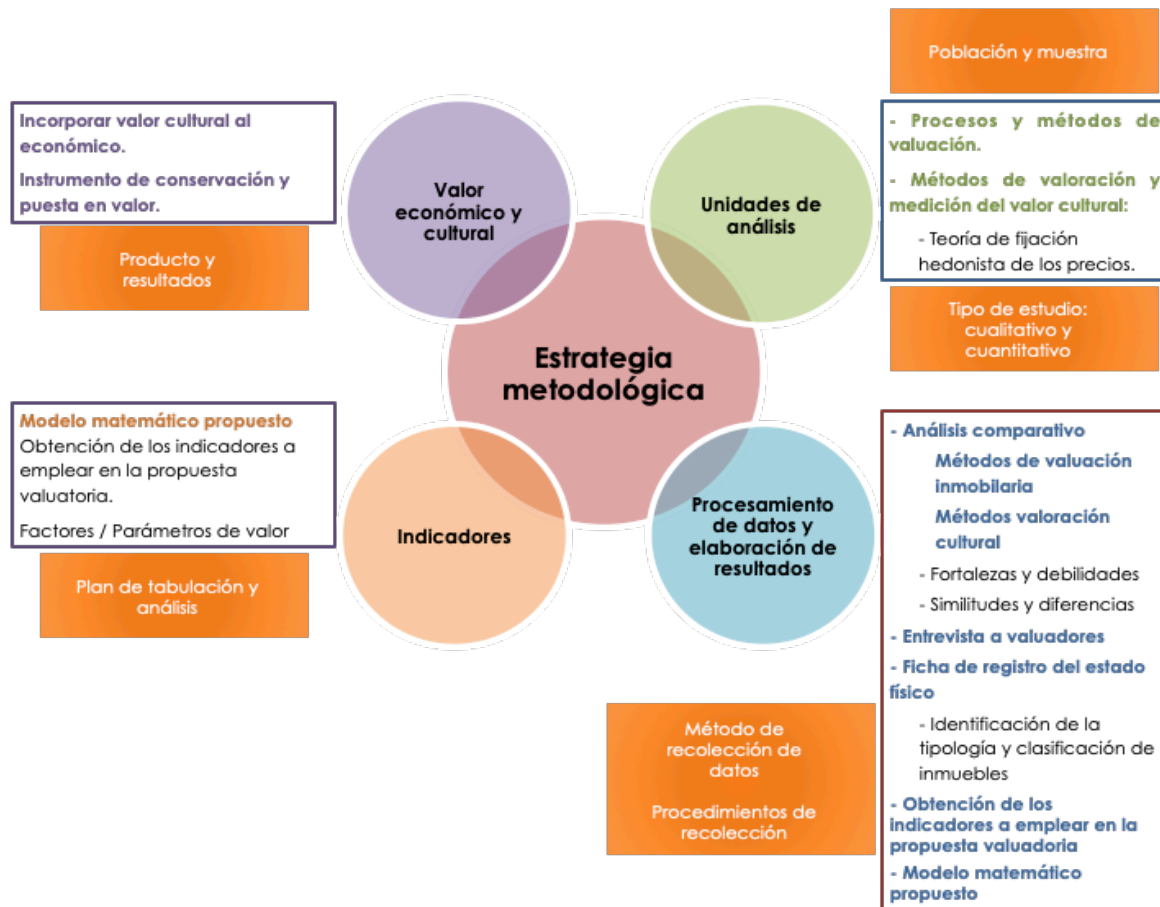 Población y muestra
Incorporar valor cultural al
económico.
Instrumento de conservación y
puesta en valor.
Producto y
resultados
Valor
económico y
cultural
Unidades de
análisis
- Procesos y métodos de
valuación.
- Métodos de valoración y
medición del valor cultural:
- Teoría de fijación
hedonista de los precios.
Tipo de estudio:
cualitativo y
cuantitativo
Estrategia
metodológica
Modelo matemático propuesto
Obtención de los indicadores a
emplear en la propuesta
valuatoria.
Factores / Parámetros de valor
Plan de tabulación y
análisis
Indicadores
Procesamiento
de datos y
elaboración de
resultados
- Análisis comparativo
Métodos de valuación
inmobilaria
Métodos valoración
cultural
- Fortalezas y debilidades
- Similitudes y diferencias
- Entrevista a valuadores
- Ficha de registro del estado
físico
- Identificación de la
tipología y clasificación de
inmuebles
- Obtención de los
indicadores a emplear en la
propuesta valuadoria
- Modelo matemático
propuesto
Método de
recolección de
datos
Procedimientos de
recolección